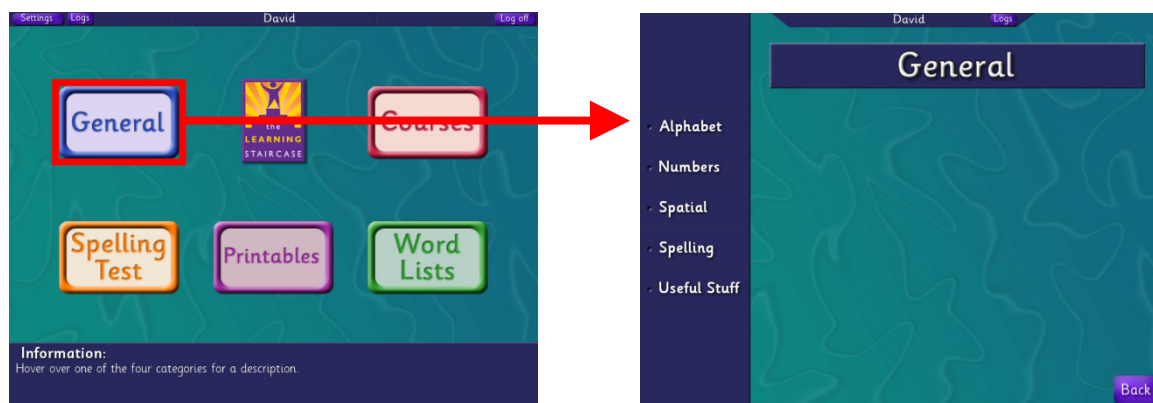 Settings Logs David Log off
General
the
LEARNING
STAIRCASE
Courses
Spelling
Test
Printables
Word
Lists
Information:
Hover over one of the four categories for a description.
David Logs
General
Alphabet
Numbers
Spatial
Spelling
Useful Stuff
Back